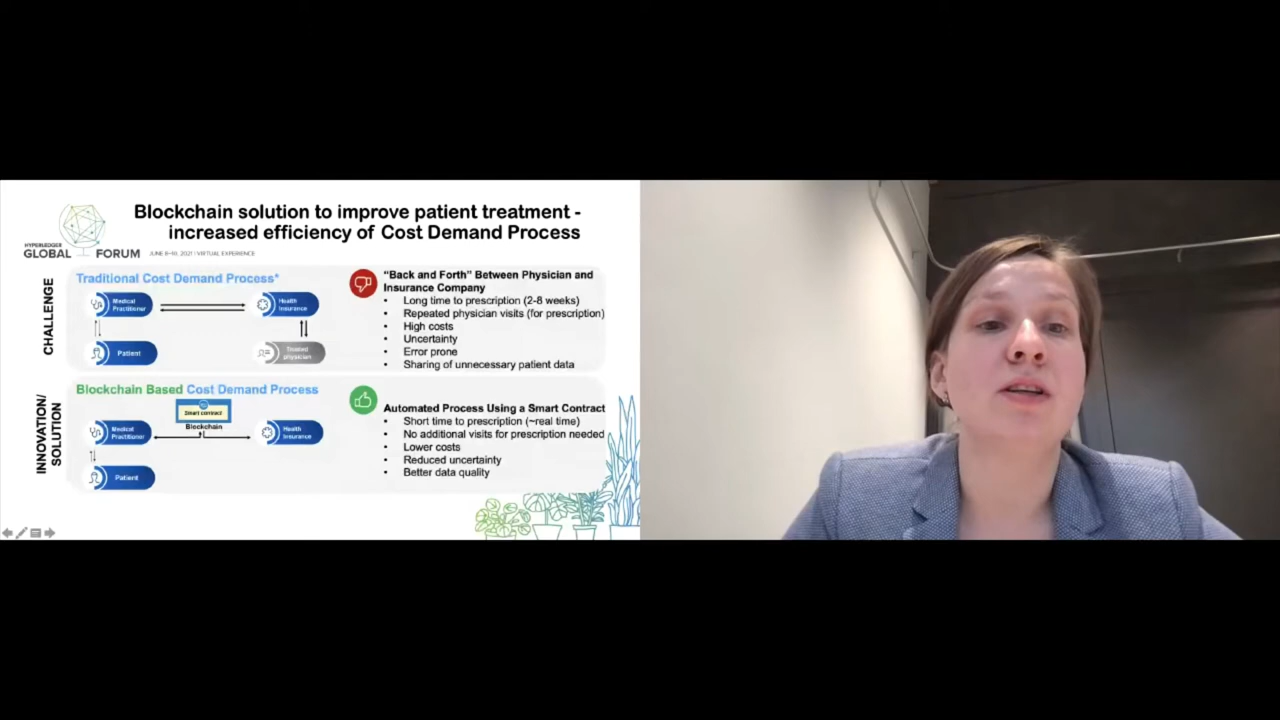 Blockchain solution to improve patient treatment -
increased efficiency of Cost Demand Process
HYPERLEDGER
GLOBAL FORUM
JUNE 8–10, 2021 | VIRTUAL EXPERIENCE
CHALLENGE
Traditional Cost Demand Process*
Medical
Practitioner
Health
Insurance
Patient
Trusted
physician
“Back and Forth” Between Physician and
Insurance Company
• Long time to prescription (2-8 weeks)
• Repeated physician visits (for prescription)
• High costs
• Uncertainty
• Error prone
• Sharing of unnecessary patient data
INNOVATION/
SOLUTION
Blockchain Based Cost Demand Process
Smart contract
Blockchain
Medical
Practitioner
Health
Insurance
Patient
Automated Process Using a Smart Contract
• Short time to prescription (~real time)
• No additional visits for prescription needed
• Lower costs
• Reduced uncertainty
• Better data quality